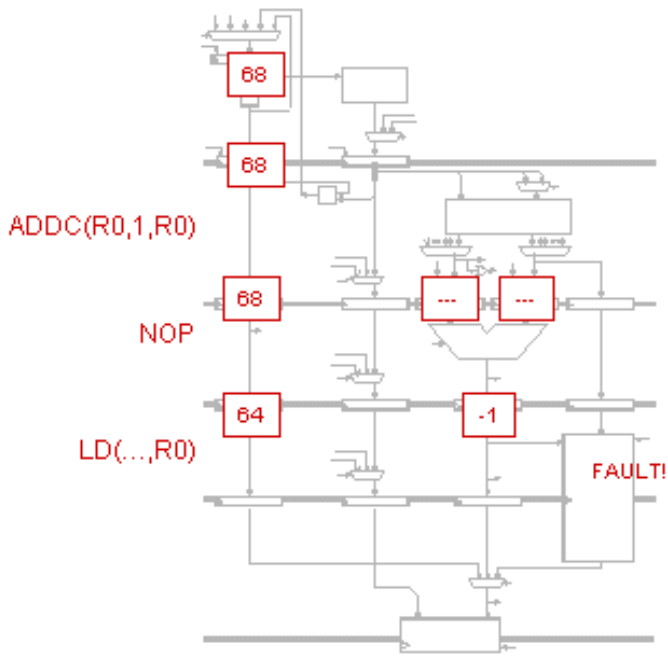 68
68
ADDC(R0,1,R0)
68
---
---
NOP
64
-1
LD(...,R0)
FAULT!